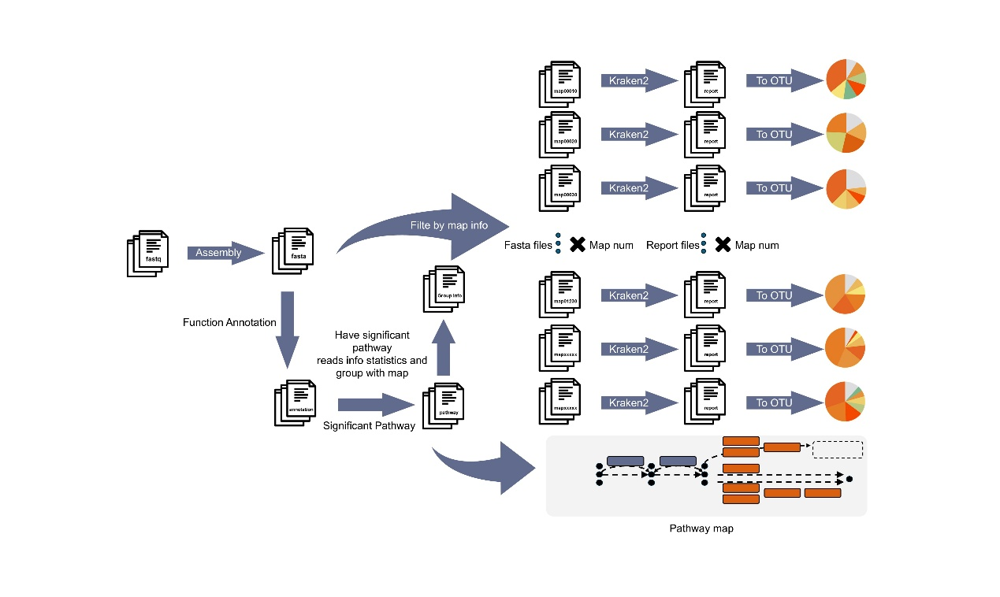 map00010
Kraken2
report
To OTU
map00020
Kraken2
report
To OTU
map00030
Kraken2
report
To OTU
Filte by map info
Fasta files
Map num
Report files
Map num
fastq
Assembly
fasta
Group info
map01230
Kraken2
report
To OTU
Function Annotation
Have significant
pathway
reads info statistics and
group with map
mapxxxxx
Kraken2
report
To OTU
annotation
Significant Pathway
pathway
mapxxxxx
Kraken2
report
To OTU
Pathway map